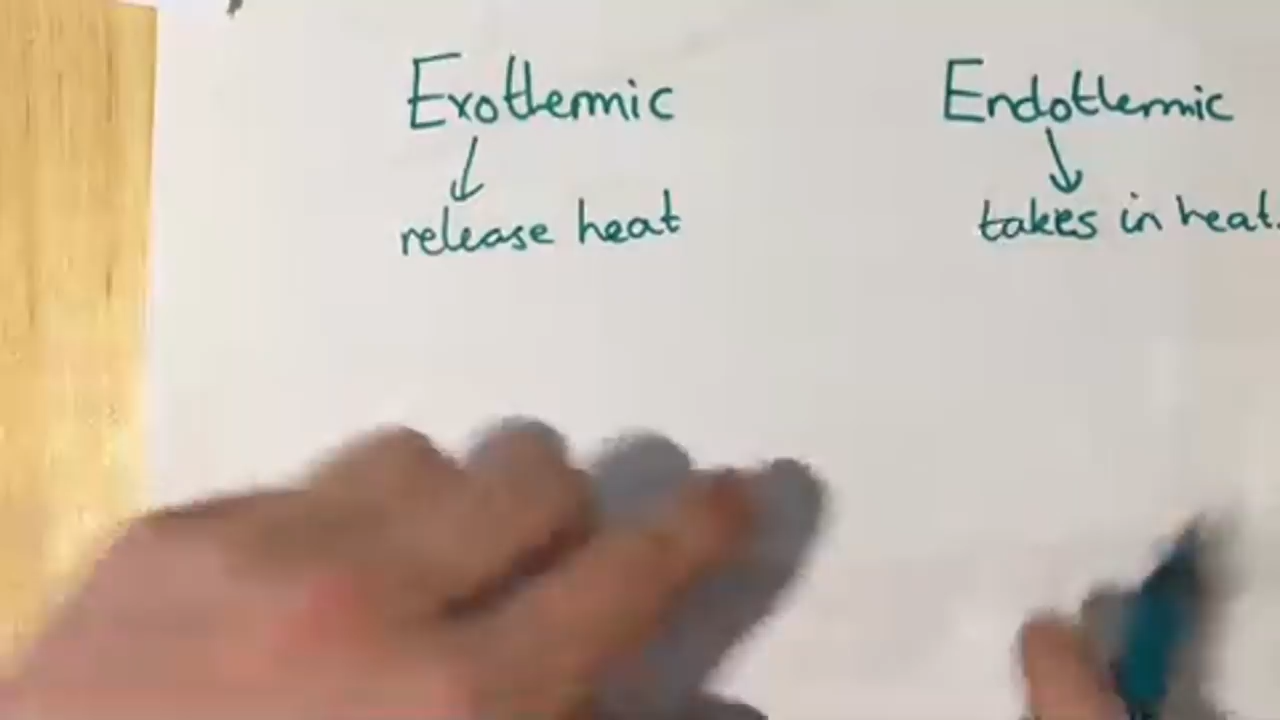 Exothermic Endothermic
↓ ↓
release heat takes in heat.